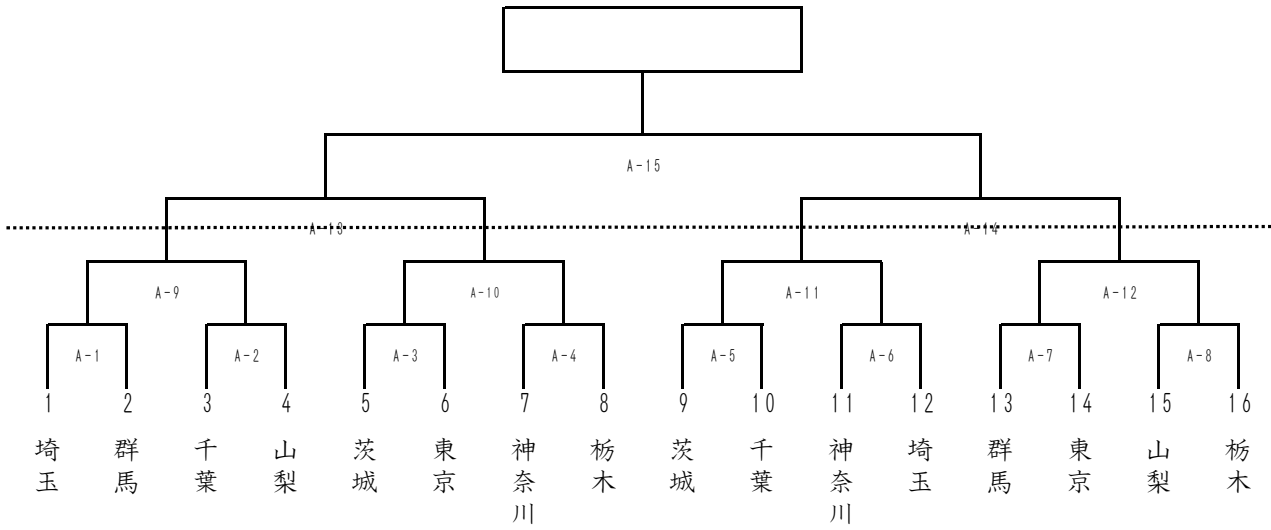 A-15
A-13 A-14
A-9 A-10 A-11 A-12
A-1 A-2 A-3 A-4 A-5 A-6 A-7 A-8
1 2 3 4 5 6 7 8 9 10 11 12 13 14 15 16
埼玉 群馬 千葉 山梨 茨城 東京 神奈川 栃木 茨城 千葉 神奈川 埼玉 群馬 東京 山梨 栃木